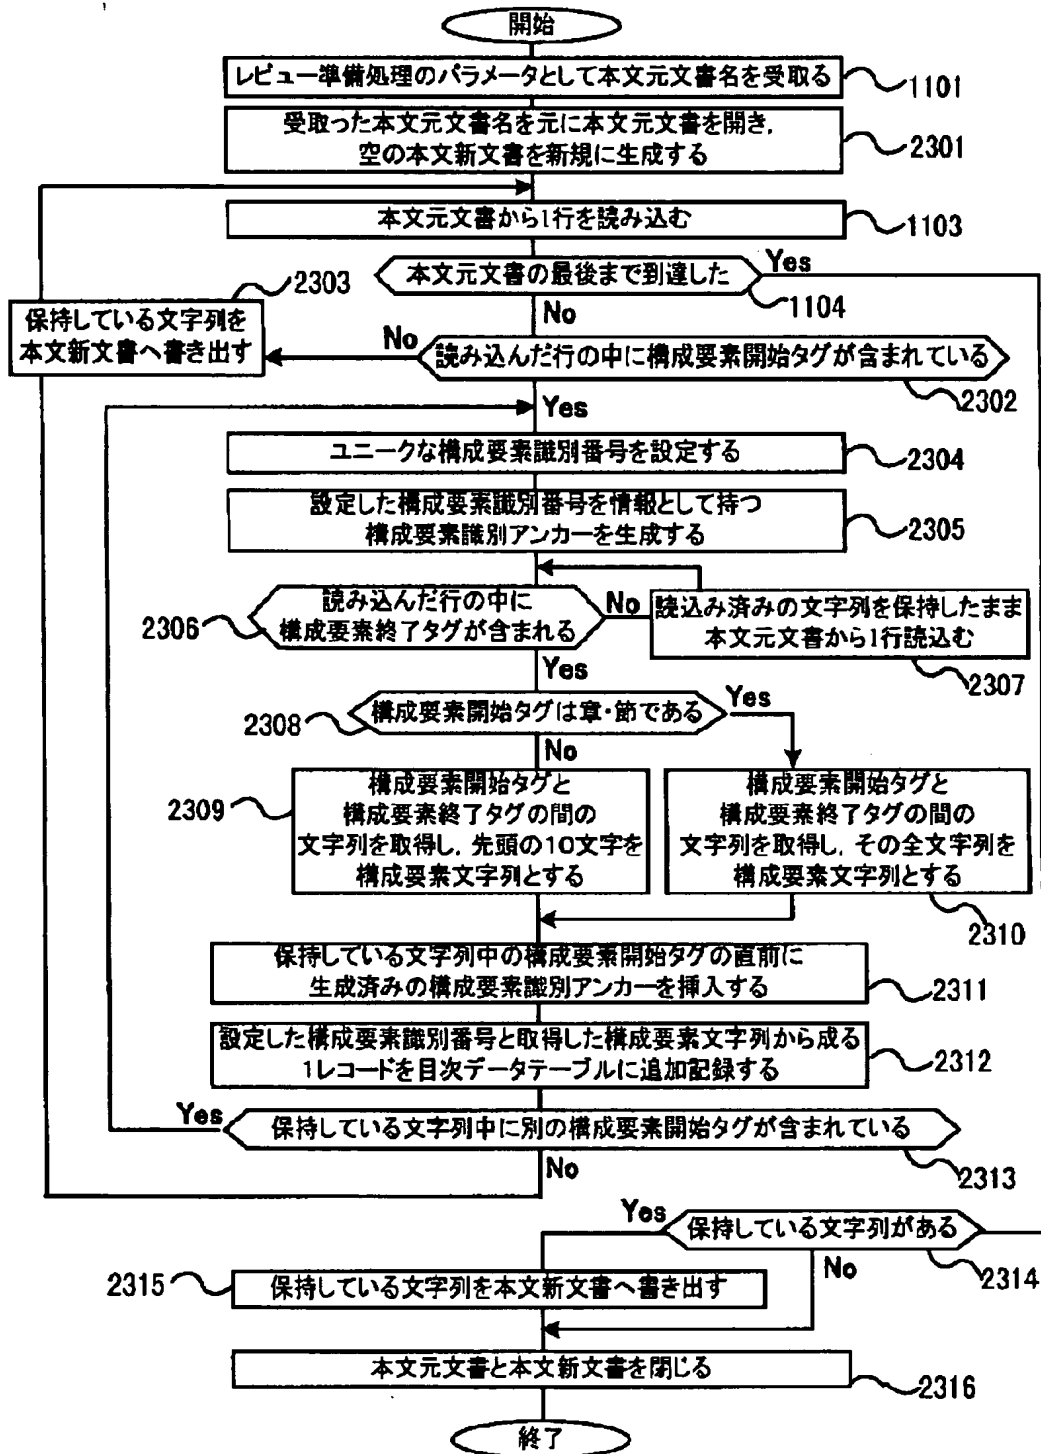 開始
レビュー準備処理のパラメータとして本文元文書名を受取る
1101
受取った本文元文書名を元に本文元文書を開き,
空の本文新文書を新規に生成する
2301
本文元文書から1行を読み込む
1103
本文元文書の最後まで到達した
Yes
1104
No
2303
保持している文字列を
本文新文書へ書き出す
No
読み込んだ行の中に構成要素開始タグが含まれている
2302
Yes
ユニークな構成要素識別番号を設定する
2304
設定した構成要素識別番号を情報として持つ
構成要素識別アンカーを生成する
2305
読み込んだ行の中に
構成要素終了タグが含まれる
2306
No
読込み済みの文字列を保持したまま
本文元文書から1行読込む
2307
Yes
構成要素開始タグは章・節である
2308
Yes
No
2309
構成要素開始タグと
構成要素終了タグの間の
文字列を取得し, 先頭の10文字を
構成要素文字列とする
構成要素開始タグと
構成要素終了タグの間の
文字列を取得し, その全文字列を
構成要素文字列とする
2310
保持している文字列中の構成要素開始タグの直前に
生成済みの構成要素識別アンカーを挿入する
2311
設定した構成要素識別番号と取得した構成要素文字列から成る
1レコードを目次データテーブルに追加記録する
2312
Yes
保持している文字列中に別の構成要素開始タグが含まれている
2313
No
Yes
保持している文字列がある
2314
No
2315
保持している文字列を本文新文書へ書き出す
本文元文書と本文新文書を閉じる
2316
終了